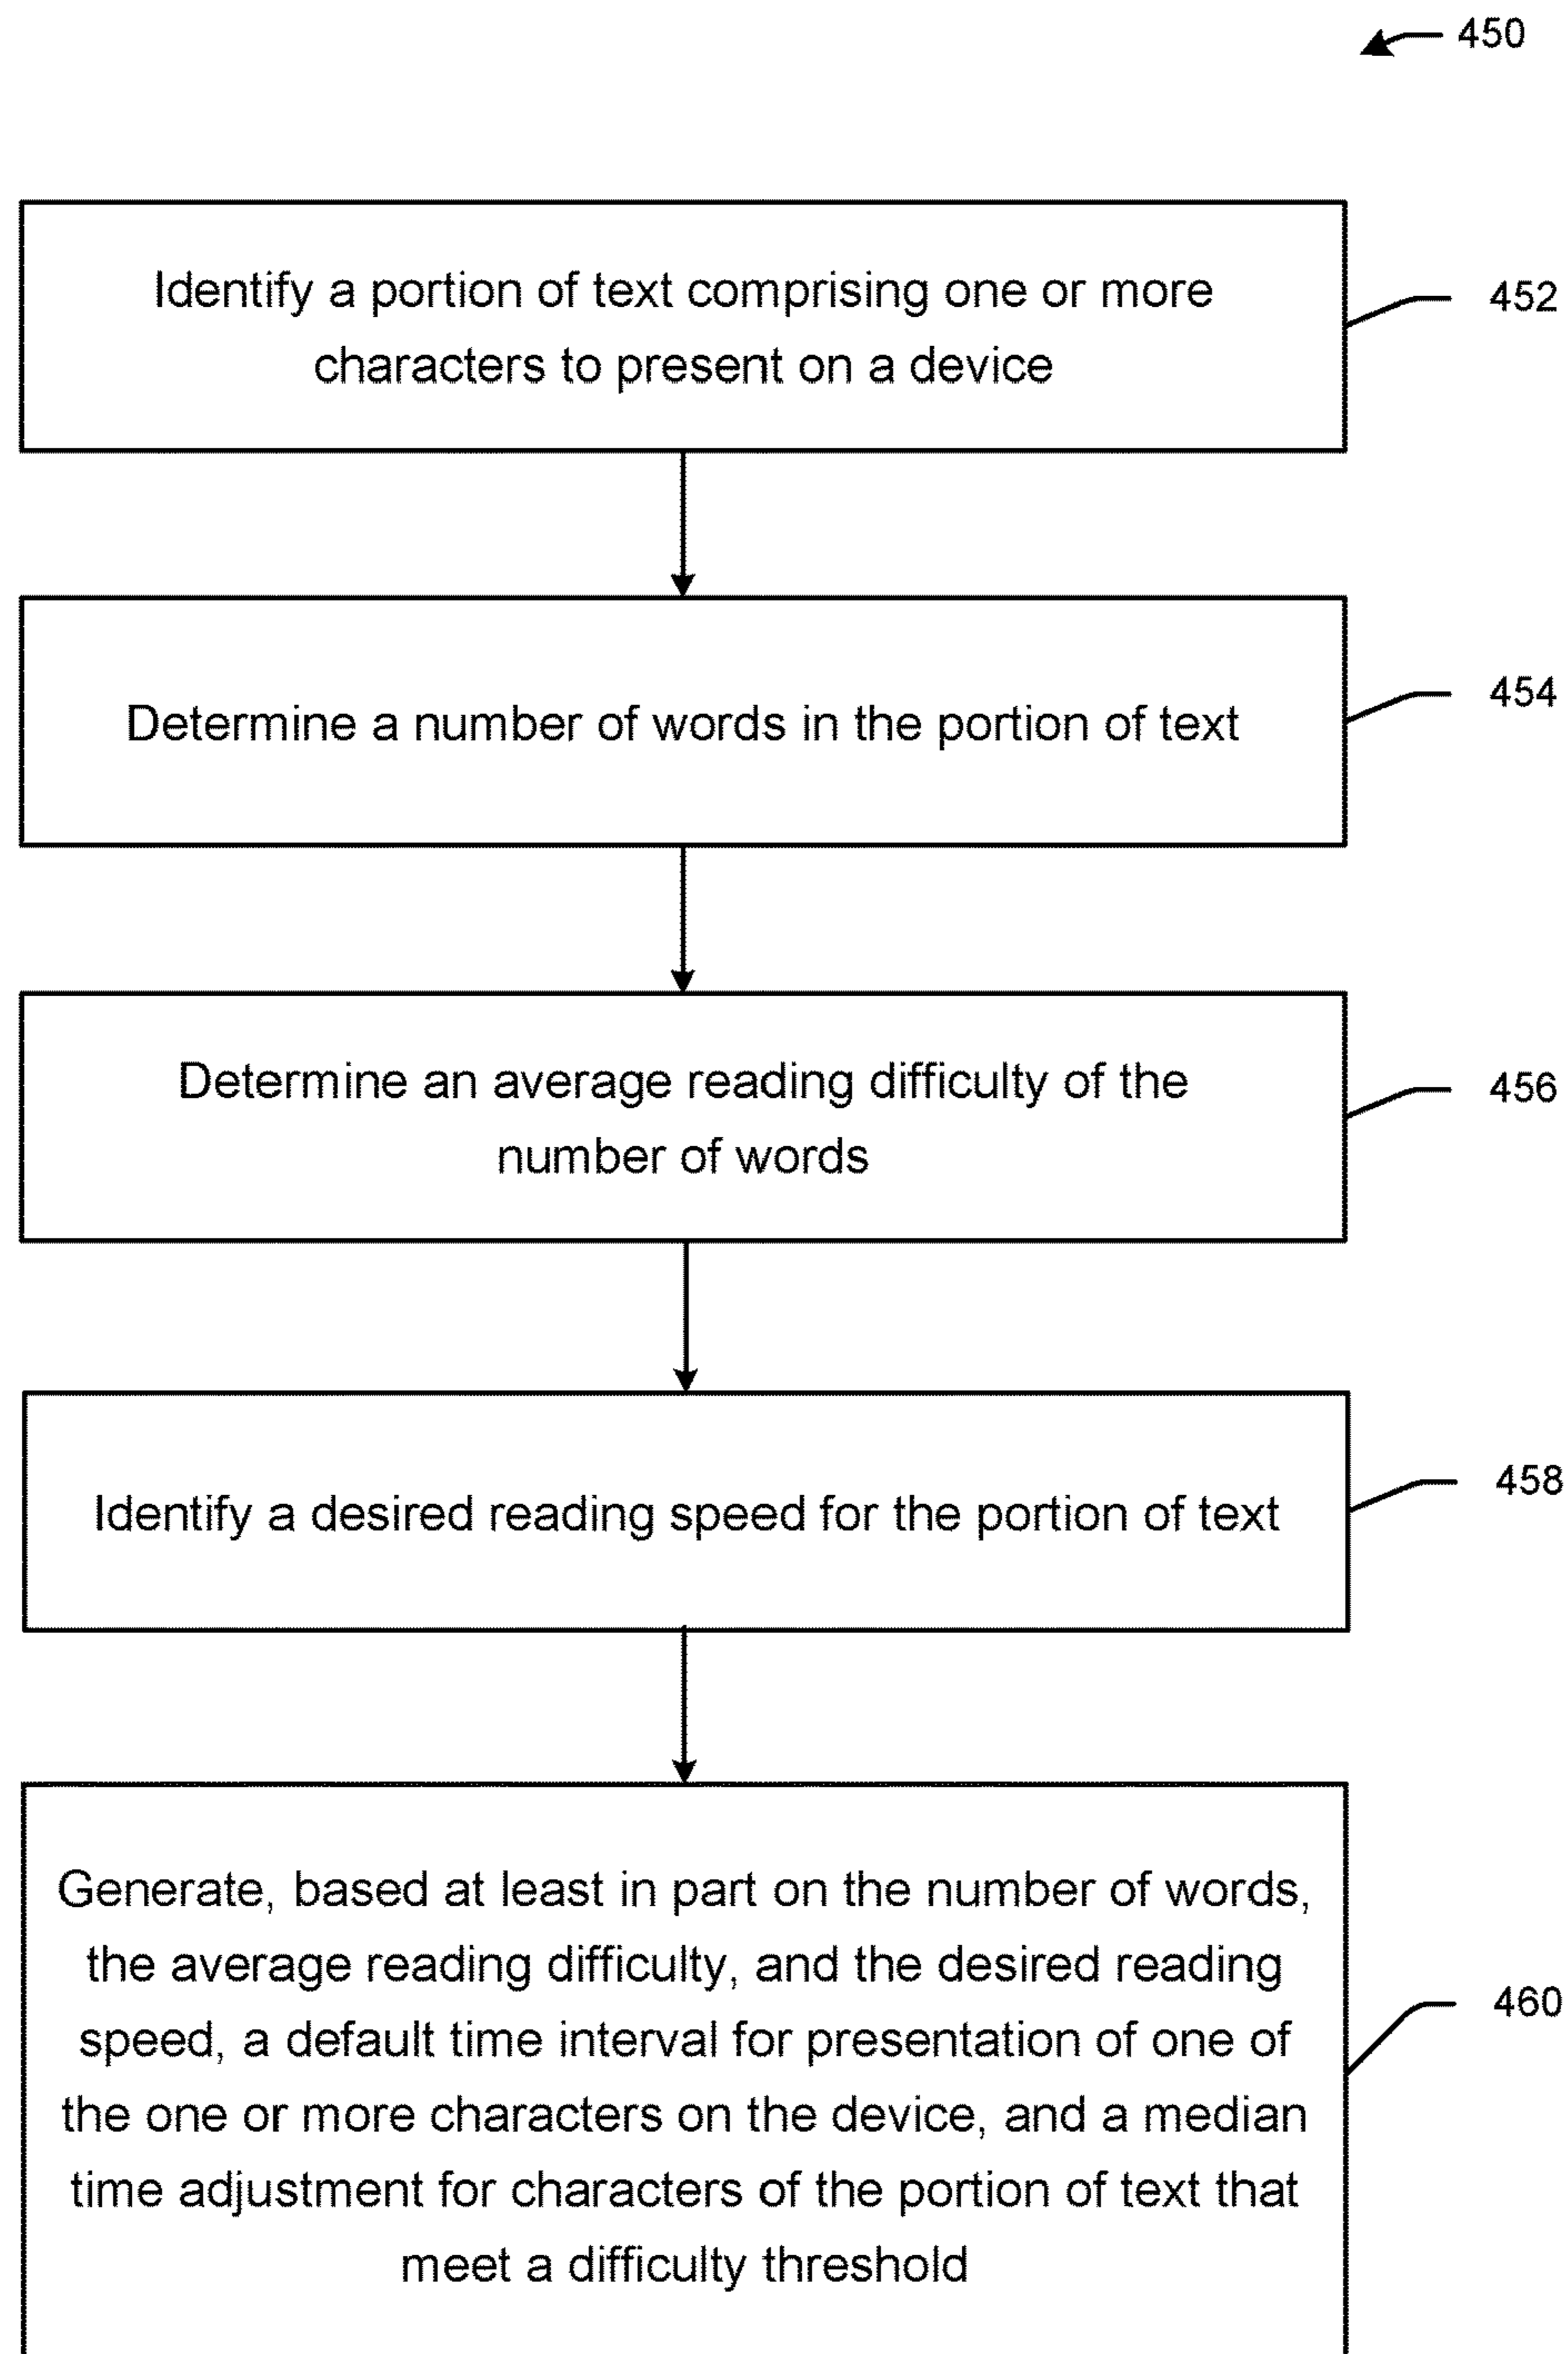 450
Identify a portion of text comprising one or more
characters to present on a device
452
Determine a number of words in the portion of text
454
Determine an average reading difficulty of the
number of words
456
Identify a desired reading speed for the portion of text
458
Generate, based at least in part on the number of words,
the average reading difficulty, and the desired reading
speed, a default time interval for presentation of one of
the one or more characters on the device, and a median
time adjustment for characters of the portion of text that
meet a difficulty threshold
460